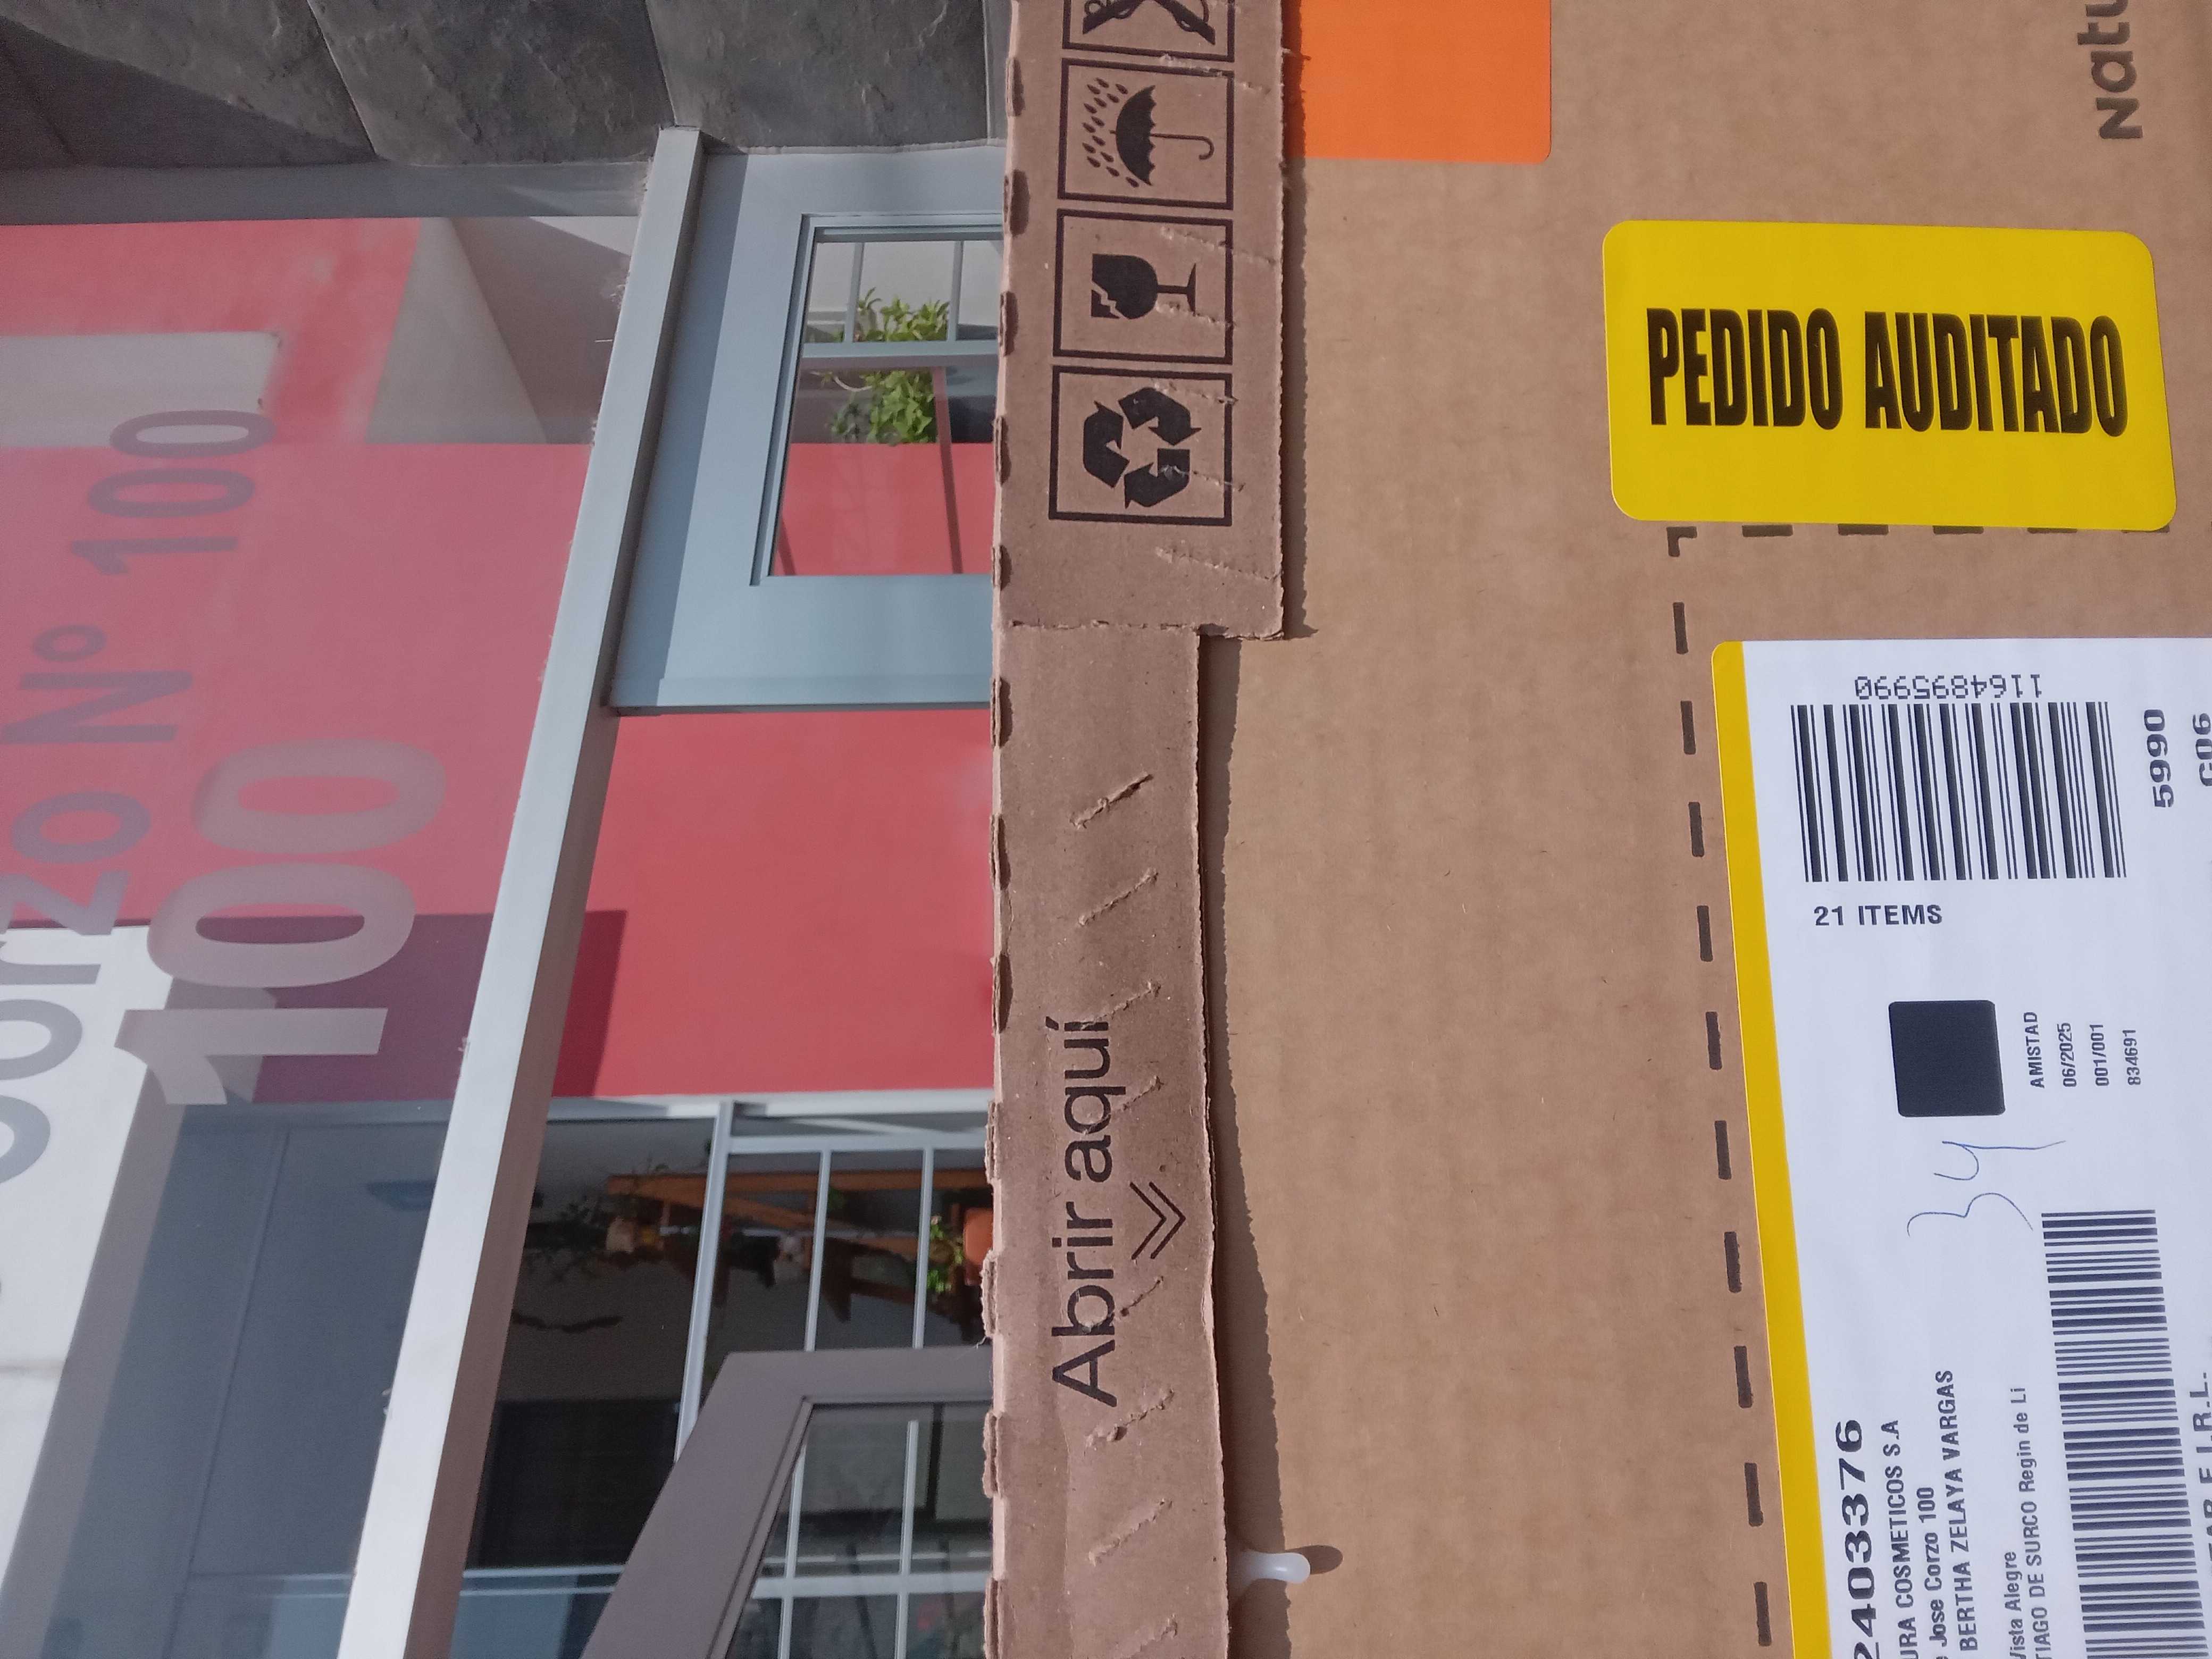 Corzo Nº 100
100
Abrir aquí
natu
PEDIDO AUDITADO
1164895990
5990
C06
21 ITEMS
AMISTAD
06/2025
001/001
834691
34
2403376
URA COSMETICOS S.A
Jose Corzo 100
BERTHA ZELAYA VARGAS
Vista Alegre
TIAGO DE SURCO Regin de Li
E.I.R.L.